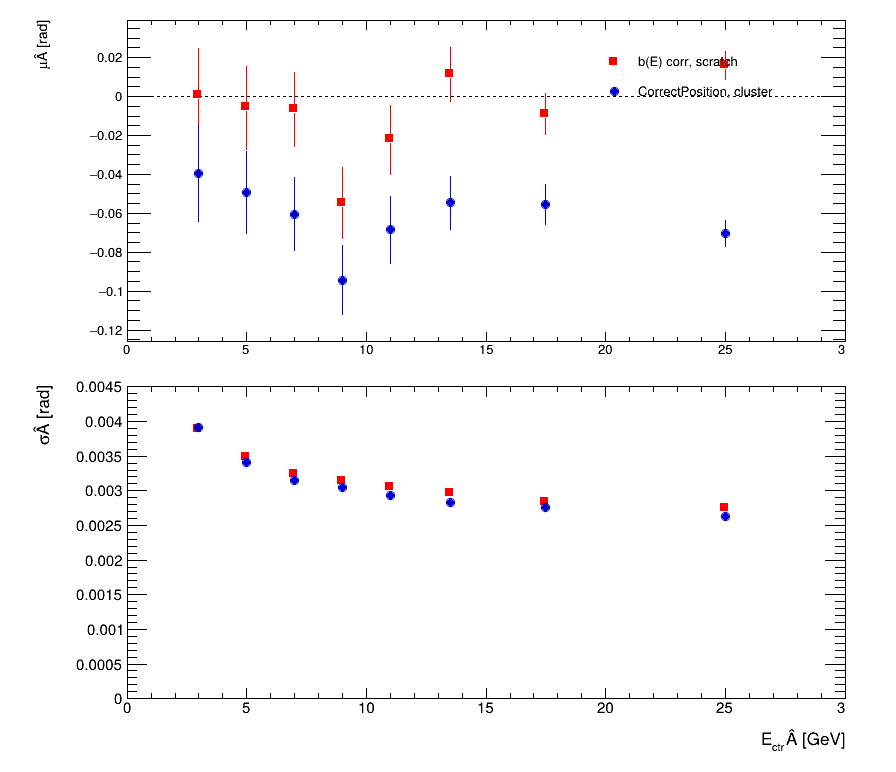 μÂ [rad]
0.02
0
−0.02
−0.04
−0.06
−0.08
−0.1
−0.12
b(E) corr, scratch
CorrectPosition, cluster
0 5 10 15 20 25 3
σÂ [rad]
0.0045
0.004
0.0035
0.003
0.0025
0.002
0.0015
0.001
0.0005
0
0 5 10 15 20 25 3
E_ctr Â [GeV]